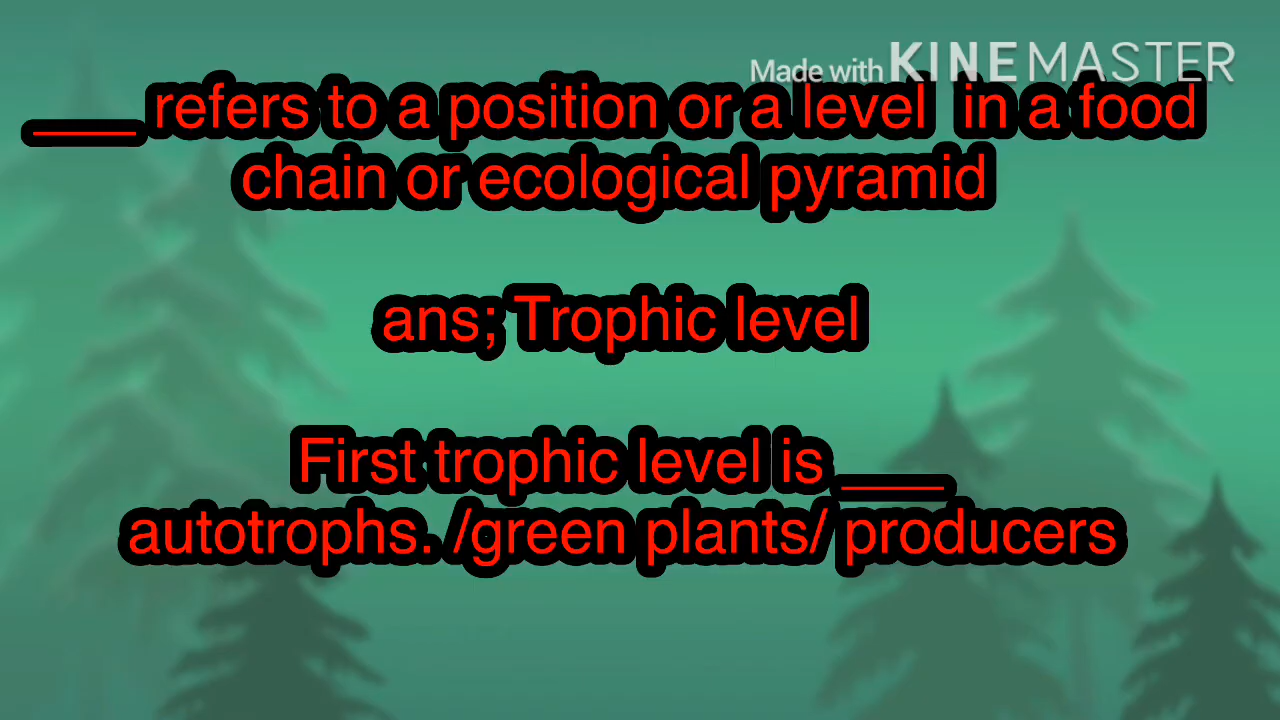 Made with KINEMASTER
___ refers to a position or a level in a food
chain or ecological pyramid
ans; Trophic level
First trophic level is ___
autotrophs. /green plants/ producers